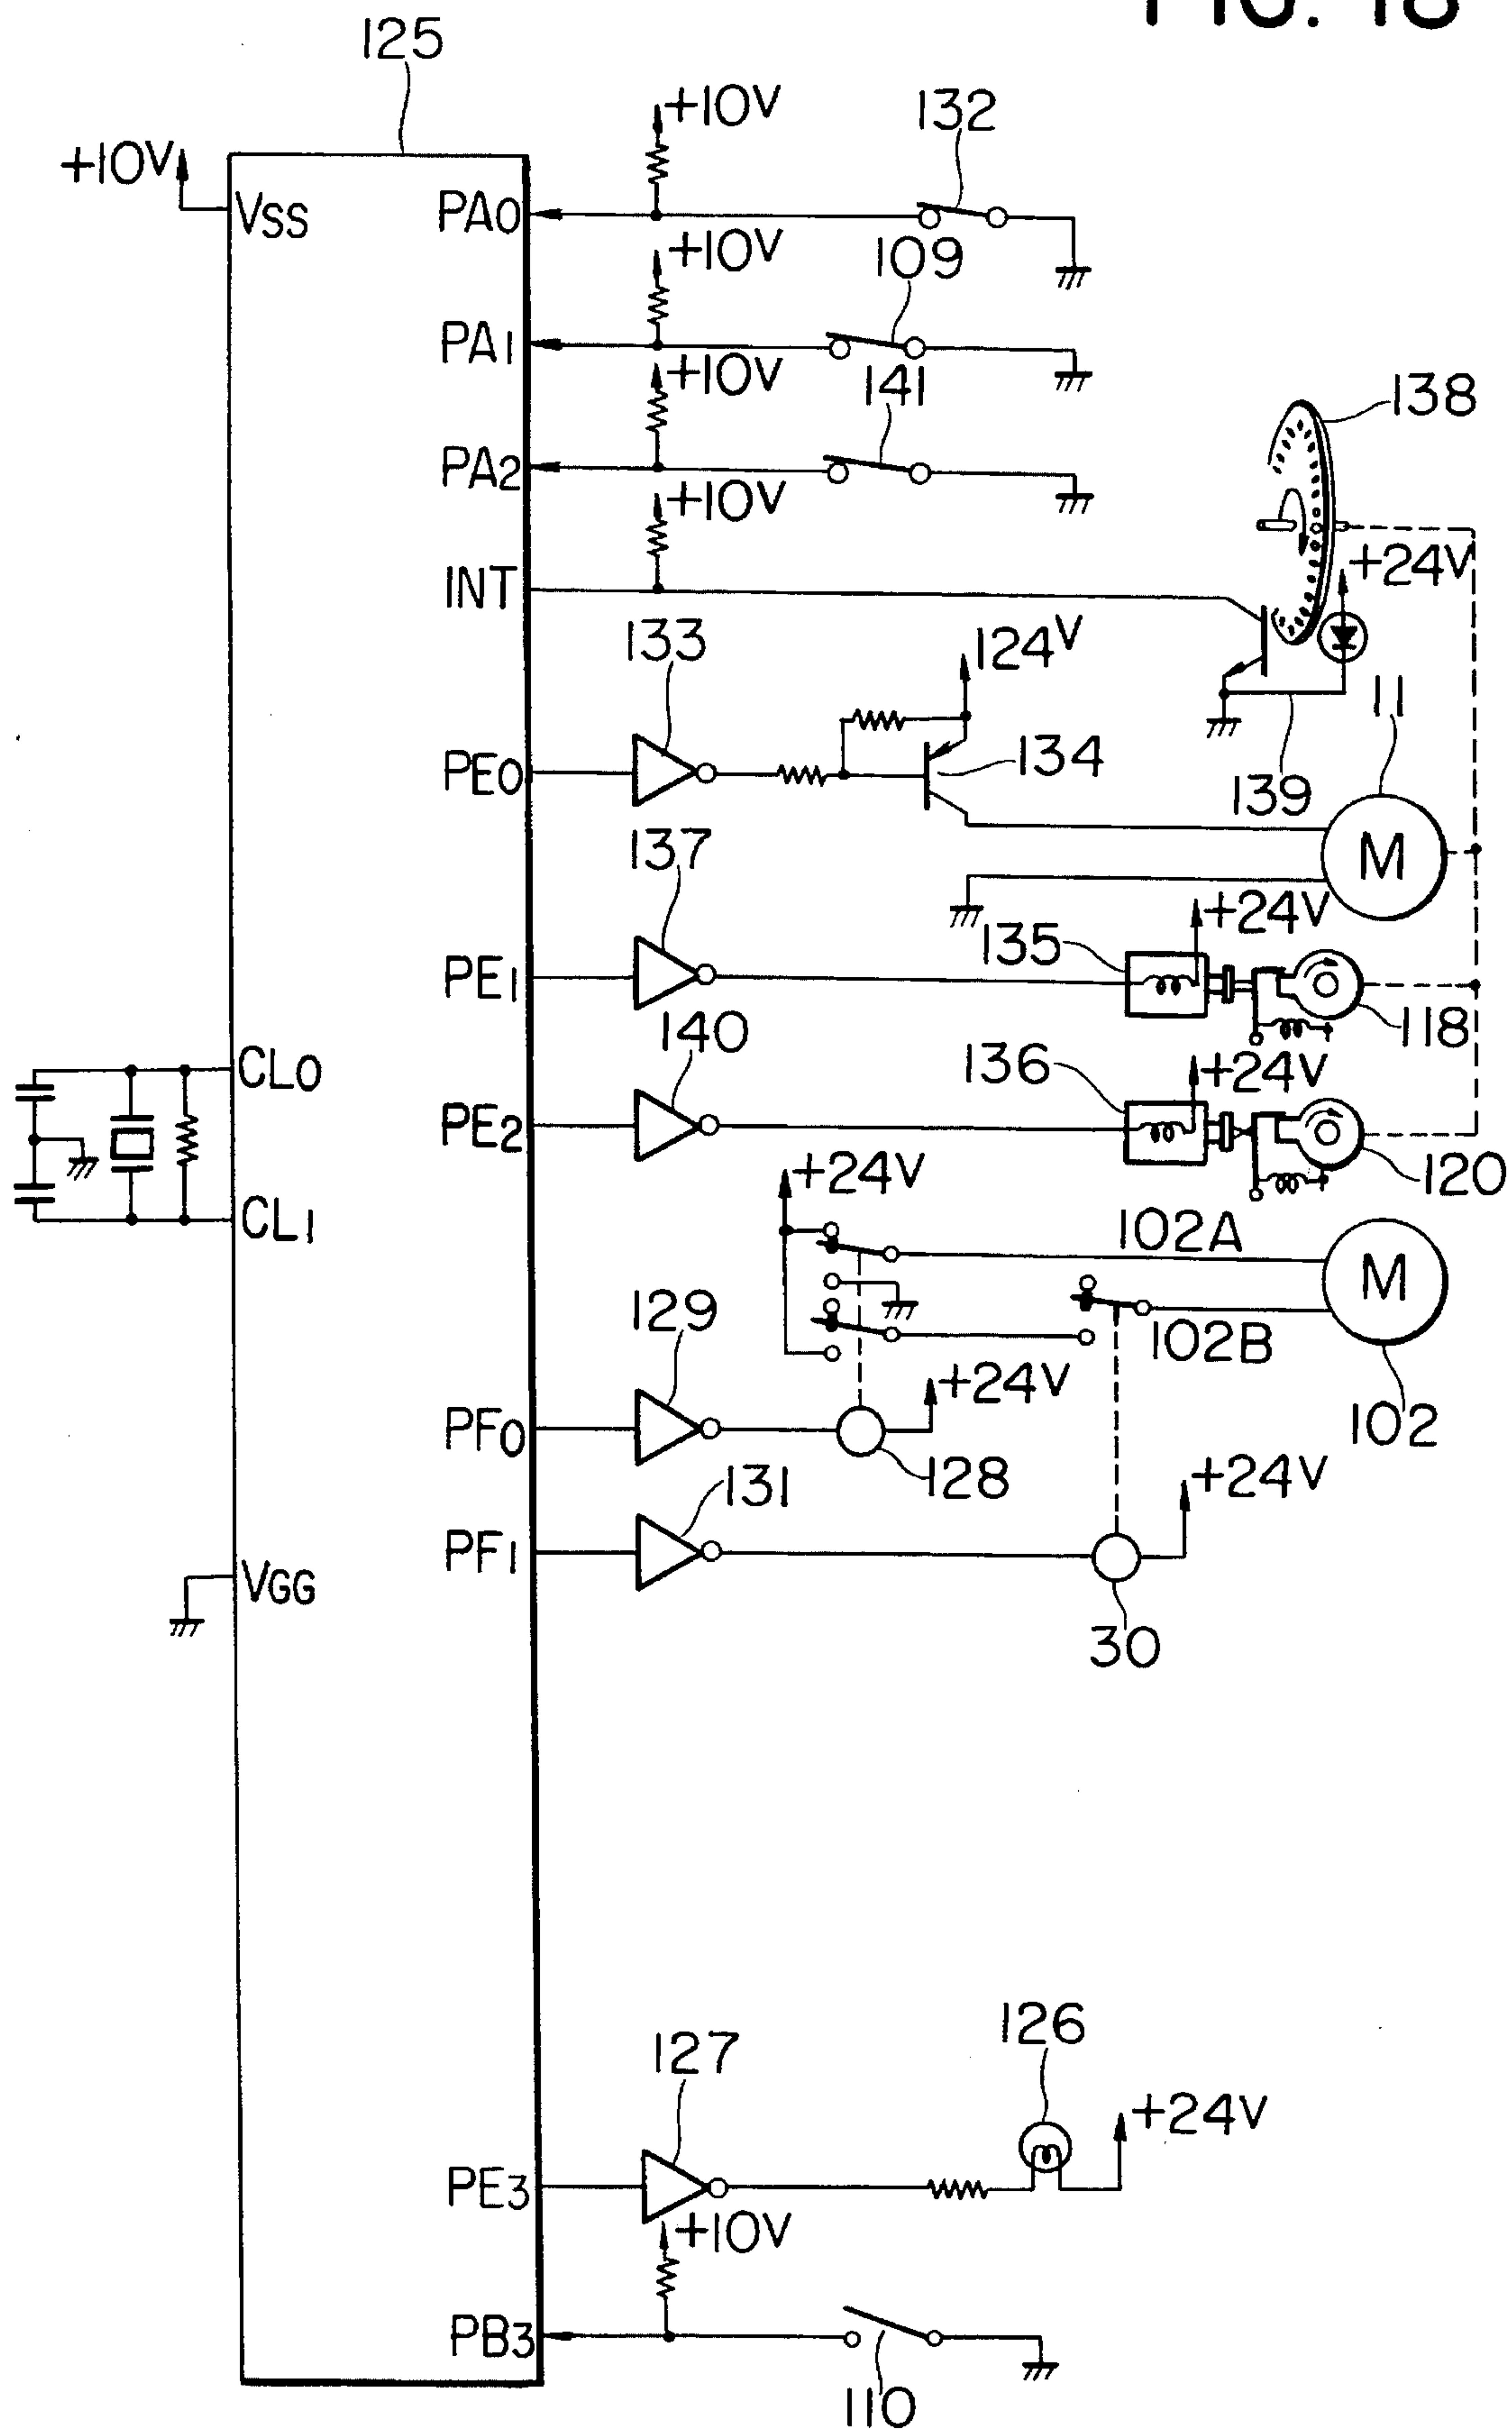 FIG. 18
125
+10V
132
+10V
VSS
PA0
+10V
109
PA1
+10V
141
138
PA2
+10V
+24V
INT
133
124V
11
PE0
134
139
M
137
+24V
135
PE1
118
140
CL0
136
+24V
PE2
120
+24V
CL1
102A
M
129
102B
+24V
102
PF0
128
131
+24V
PF1
VGG
30
126
127
+24V
PE3
+10V
PB3
110